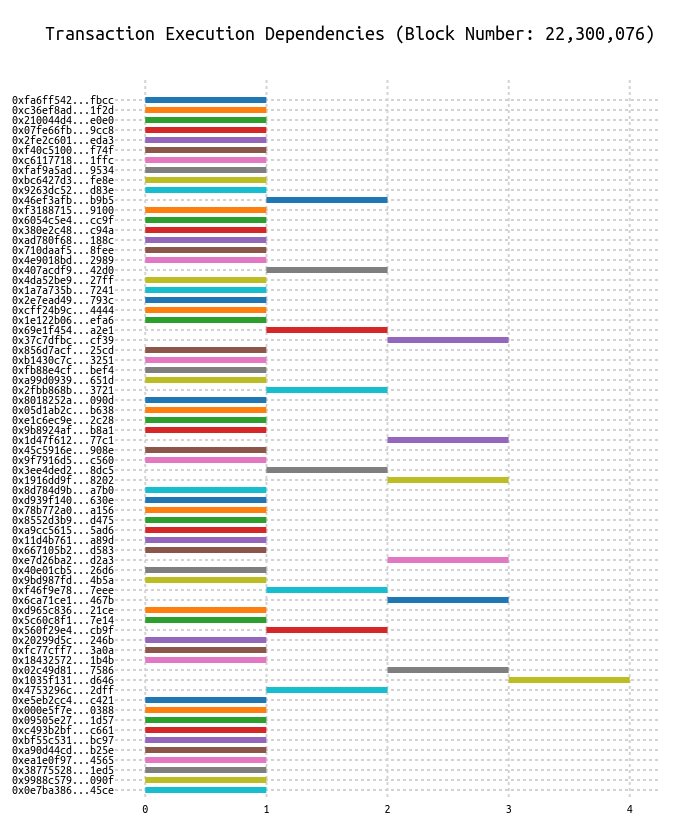 Transaction Execution Dependencies (Block Number: 22,300,076)
0xfa6ff542...fbcc
0xc36ef8ad...1f2d
0x210044d4...e0e0
0x07fe66fb...9cc8
0x2fe2c601...eda3
0xf40c5100...f74f
0xc6117718...1ffc
0xfaf9a5ad...9534
0xbc6427d3...fe8e
0x9263dc52...d83e
0x46ef3afb...b9b5
0xf3188715...9100
0x6054c5e4...cc9f
0x380e2c48...c94a
0xad780f68...188c
0x710daaf5...8fee
0x4e9018bd...2989
0x407acdf9...42d0
0x4da52be9...27ff
0x1a7a735b...7241
0x2e7ead49...793c
0xcff24b9c...4444
0x1e122b06...efa6
0x69e1f454...a2e1
0x37c7dfbc...cf39
0x856d7acf...25cd
0xb1430c7c...3251
0xfb88e4cf...bef4
0xa99d0939...651d
0x2fbb868b...3721
0x8018252a...090d
0x05d1ab2c...b638
0xe1c6ec9e...2c28
0x9b8924af...b8a1
0x1d47f612...77c1
0x45c5916e...908e
0x9f7916d5...c560
0x3ee4ded2...8dc5
0x1916dd9f...8202
0x8d784d9b...a7b0
0xd939f140...630e
0x78b772a0...a156
0x8552d3b9...d475
0xa9cc5615...5ad6
0x11d4b761...a89d
0x667105b2...d583
0xe7d26ba2...d2a3
0x40e01cb5...26d6
0x9bd987fd...4b5a
0xf46f9e78...7eee
0x6ca71ce1...467b
0xd965c836...21ce
0x5c60c8f1...7e14
0x560f29e4...cb9f
0x20299d5c...246b
0xfc77cff7...3a0a
0x18432572...1b4b
0x02c49d81...7586
0x1035f131...d646
0x4753296c...2dff
0xe5eb2cc4...c421
0x000e5f7e...0388
0x09505e27...1d57
0xc493b2bf...c661
0xbf55c531...bc97
0xa90d44cd...b25e
0xea1e0f97...4565
0x38775528...1ed5
0x9988c579...090f
0x0e7ba386...45ce
0 1 2 3 4